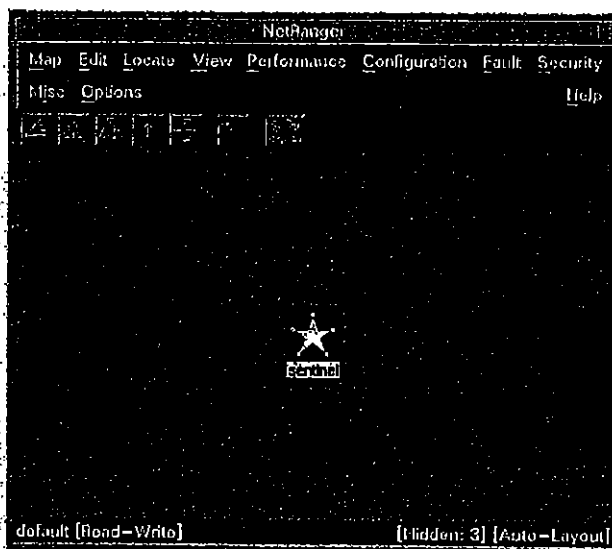 NetRanger
Map Edit Locate View Performance Configuration Fault Security
Misc Options Help
sentinel
default [Read-Write] [Hidden: 3] [Auto-Layout]